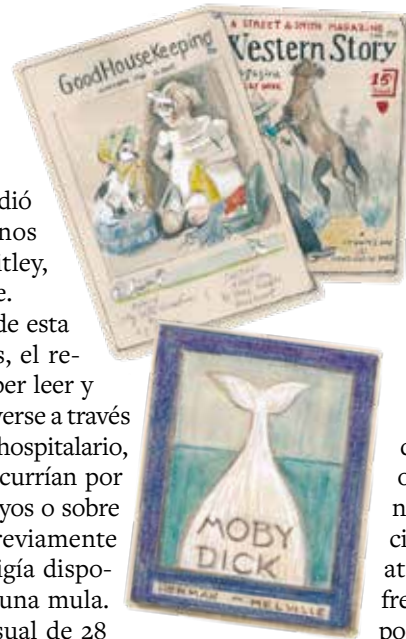 GoodHouseKeeping
A STREET & SMITH MAGAZINE
Western Story
15
dió
nos
tley,
e.
de esta
s, el re-
ber leer y
verse a través
hospitalario,
currían por
yos o sobre
reviamente
igía dispo-
una mula.
sual de 28
MOBY
DICK
HERMAN MELVILLE
n
ci
at
fre
po